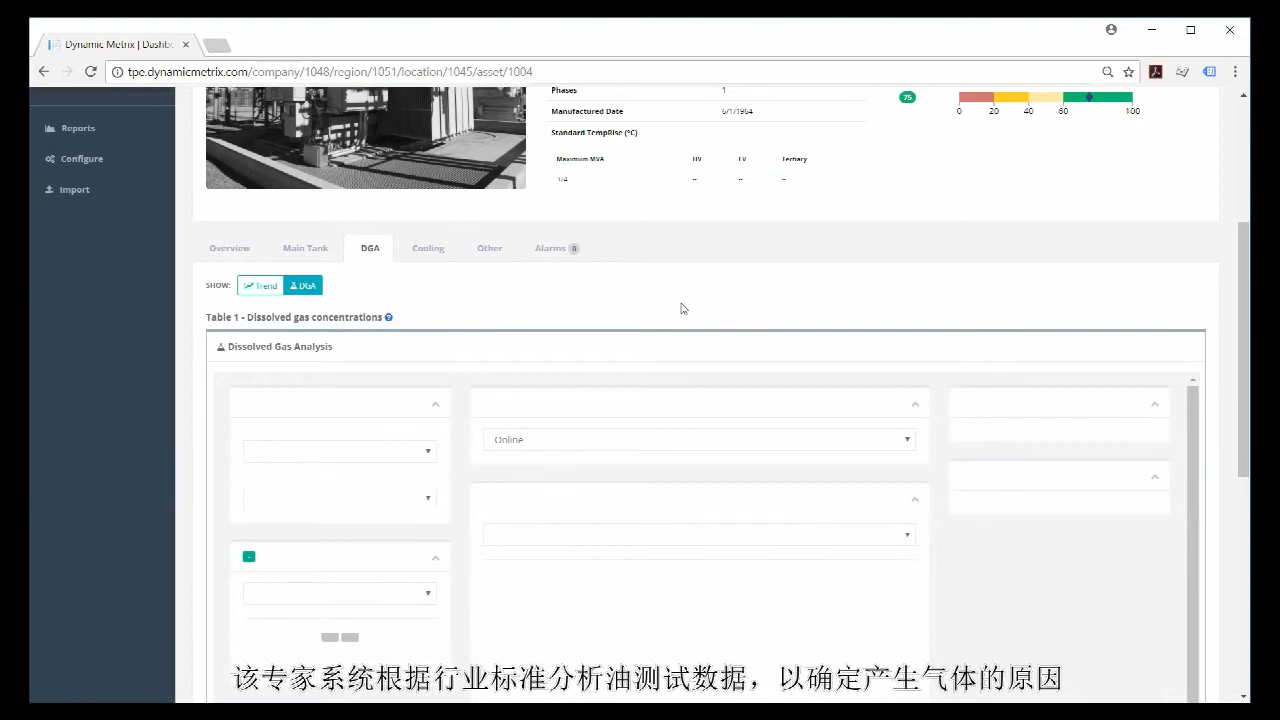 Dynamic Metrix | Dashbo
tpe.dynamicmetrix.com/company/1048/region/1051/location/1045/asset/1004
Reports
Configure
Import
Phases 1
Manufactured Date 6/1/1964
Standard TempRise (°C)
Maximum MVA HV LV Tertiary
3/4 -- -- --
75
0 20 40 60 100
Overview Main Tank DGA Cooling Other Alarms 0
SHOW: Trend DGA
Table 1 - Dissolved gas concentrations
Dissolved Gas Analysis
Online
-
该专家系统根据行业标准分析油测试数据，以确定产生气体的原因